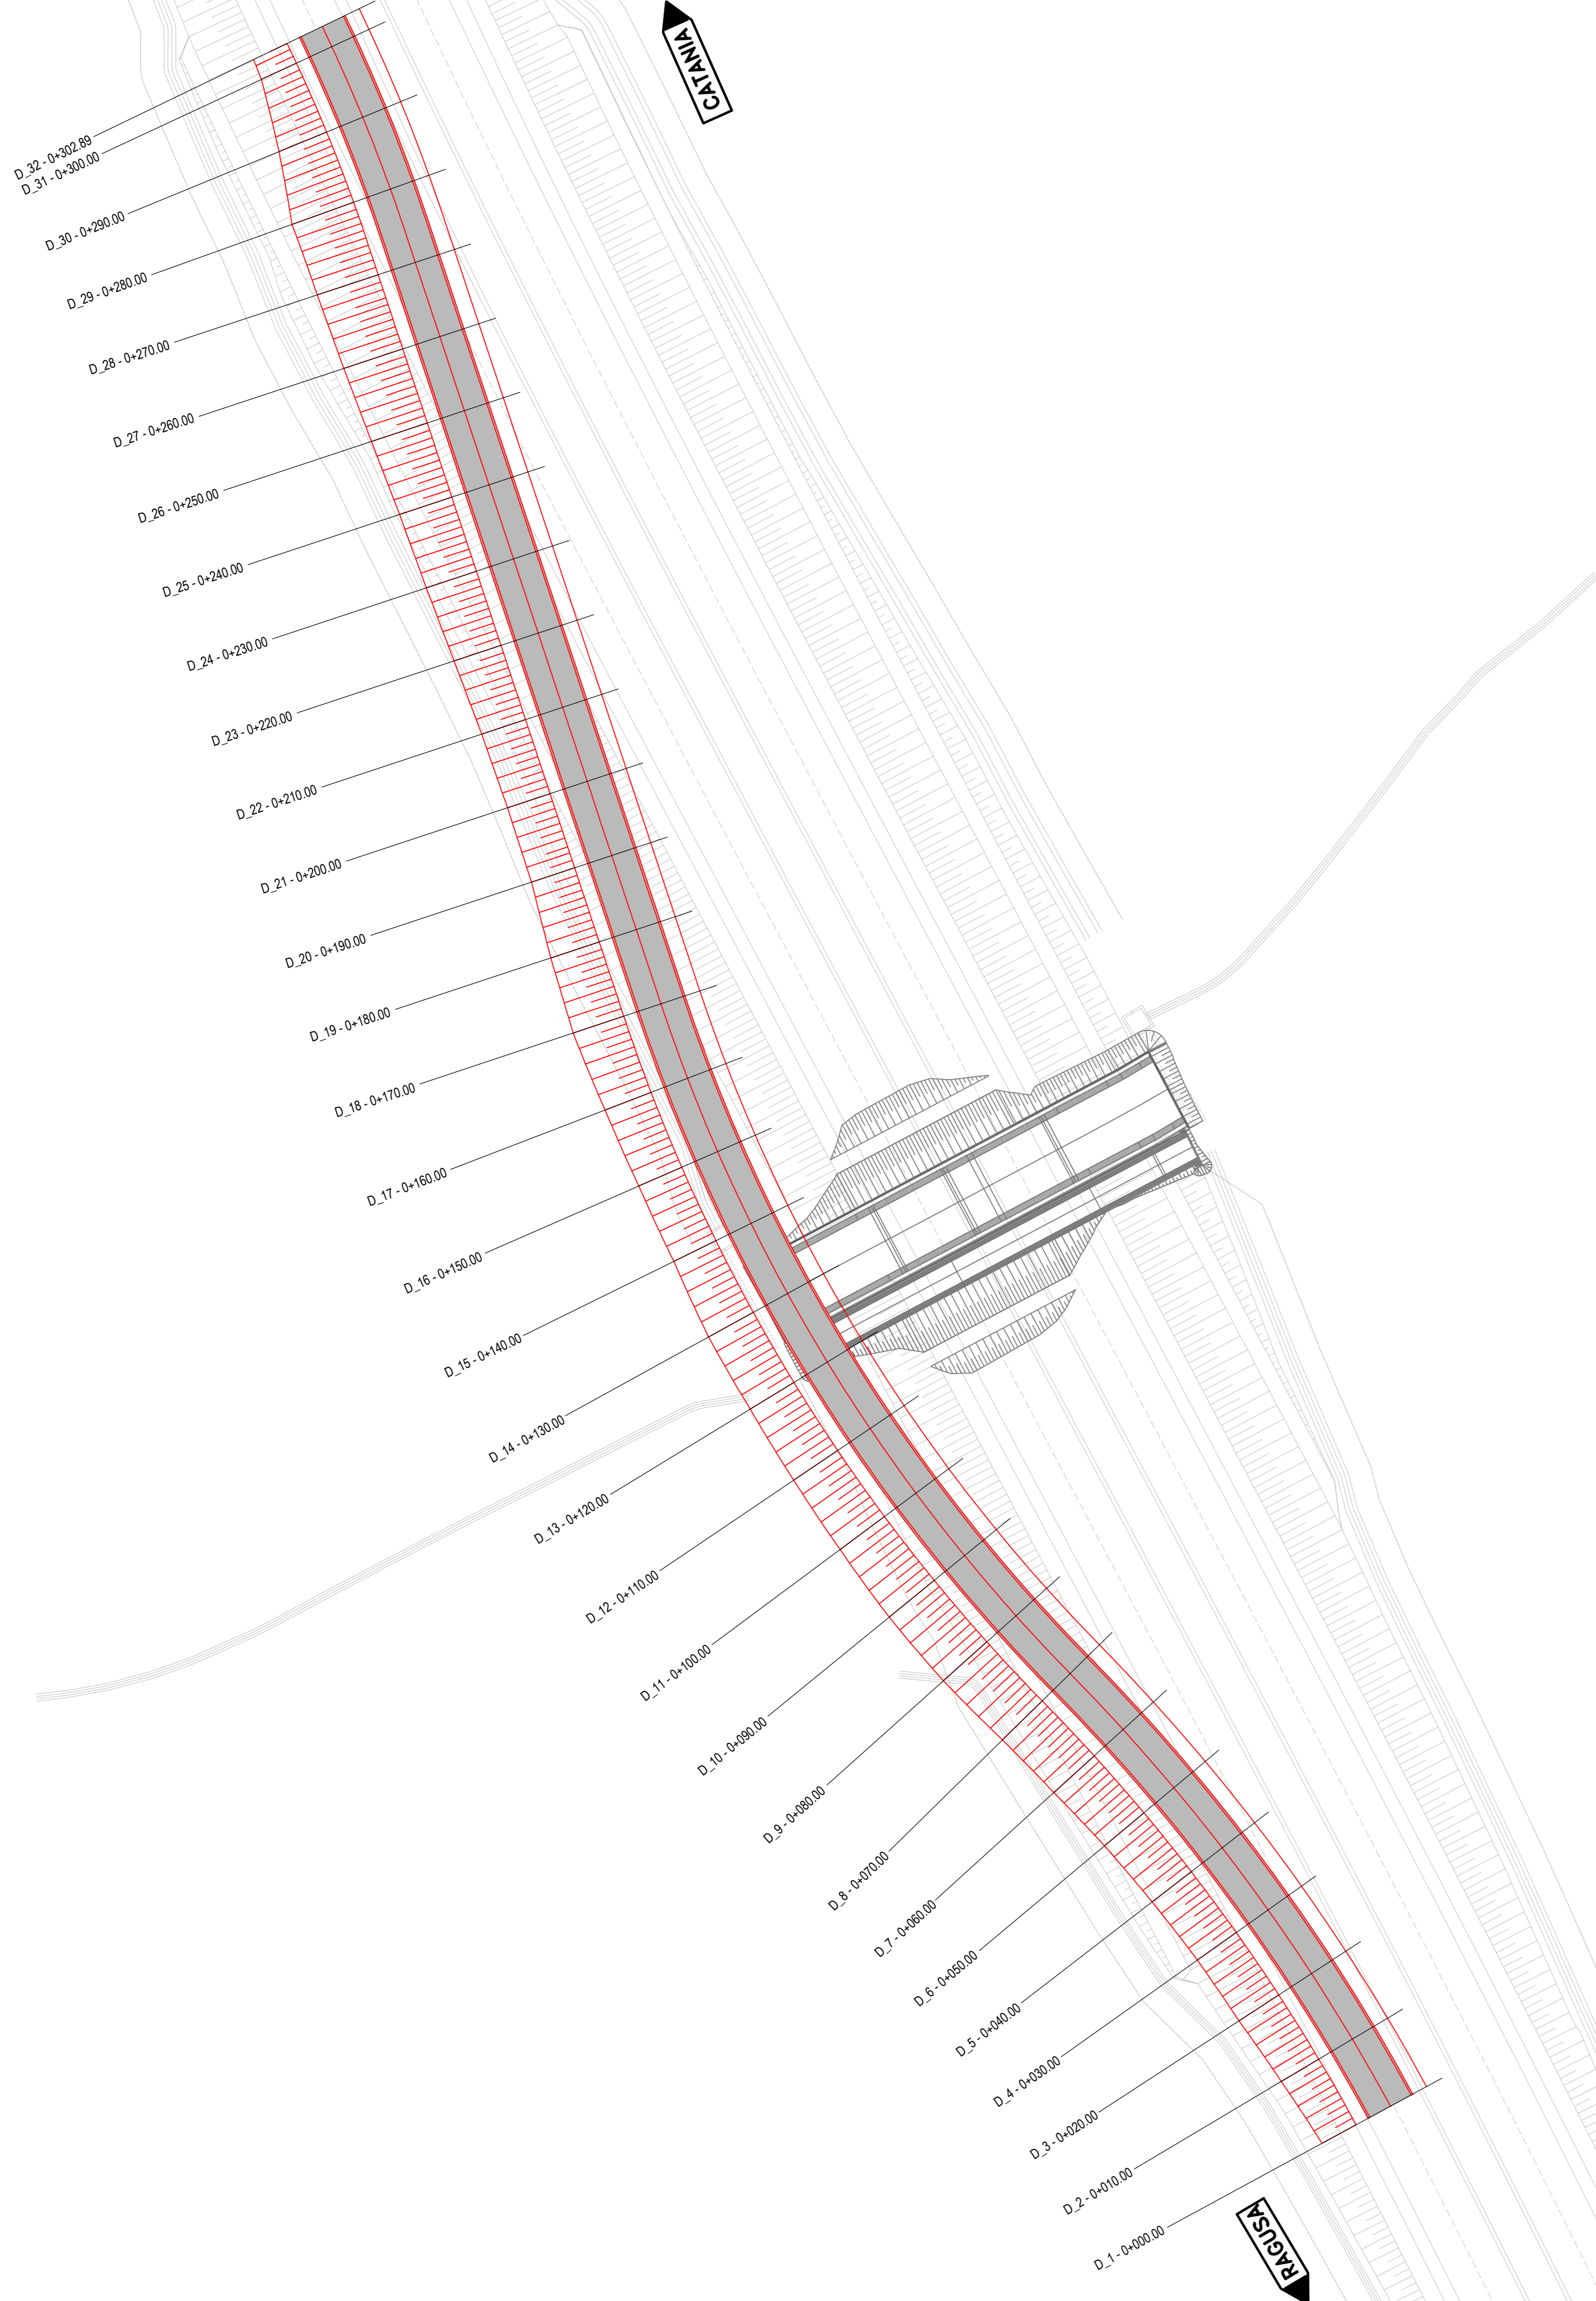 CATANIA
D_32 - 0+302.89
D_31 - 0+300.00
D_30 - 0+290.00
D_29 - 0+280.00
D_28 - 0+270.00
D_27 - 0+260.00
D_26 - 0+250.00
D_25 - 0+240.00
D_24 - 0+230.00
D_23 - 0+220.00
D_22 - 0+210.00
D_21 - 0+200.00
D_20 - 0+190.00
D_19 - 0+180.00
D_18 - 0+170.00
D_17 - 0+160.00
D_16 - 0+150.00
D_15 - 0+140.00
D_14 - 0+130.00
D_13 - 0+120.00
D_12 - 0+110.00
D_11 - 0+100.00
D_10 - 0+090.00
D_9 - 0+080.00
D_8 - 0+070.00
D_7 - 0+060.00
D_6 - 0+050.00
D_5 - 0+040.00
D_4 - 0+030.00
D_3 - 0+020.00
D_2 - 0+010.00
D_1 - 0+000.00
RAGUSA